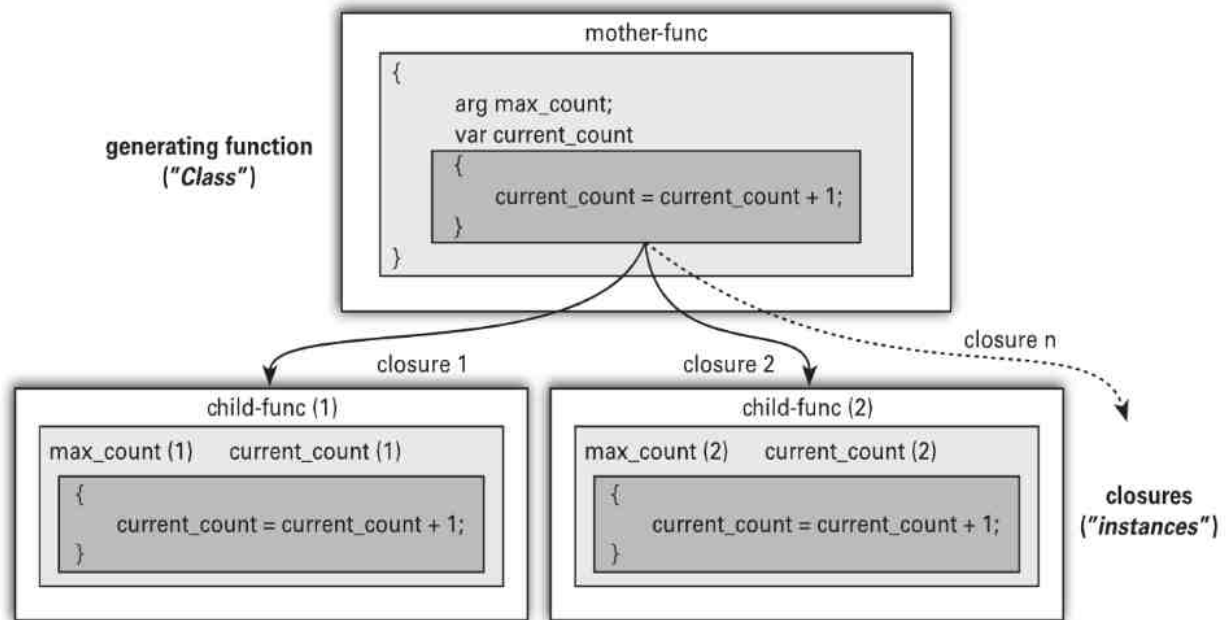 mother-func
{
arg max_count;
var current_count
{
current_count = current_count + 1;
}
}
generating function
("Class")
closure 1
closure 2
closure n
child-func (1)
max_count (1) current_count (1)
{
current_count = current_count + 1;
}
child-func (2)
max_count (2) current_count (2)
{
current_count = current_count + 1;
}
closures
("instances")